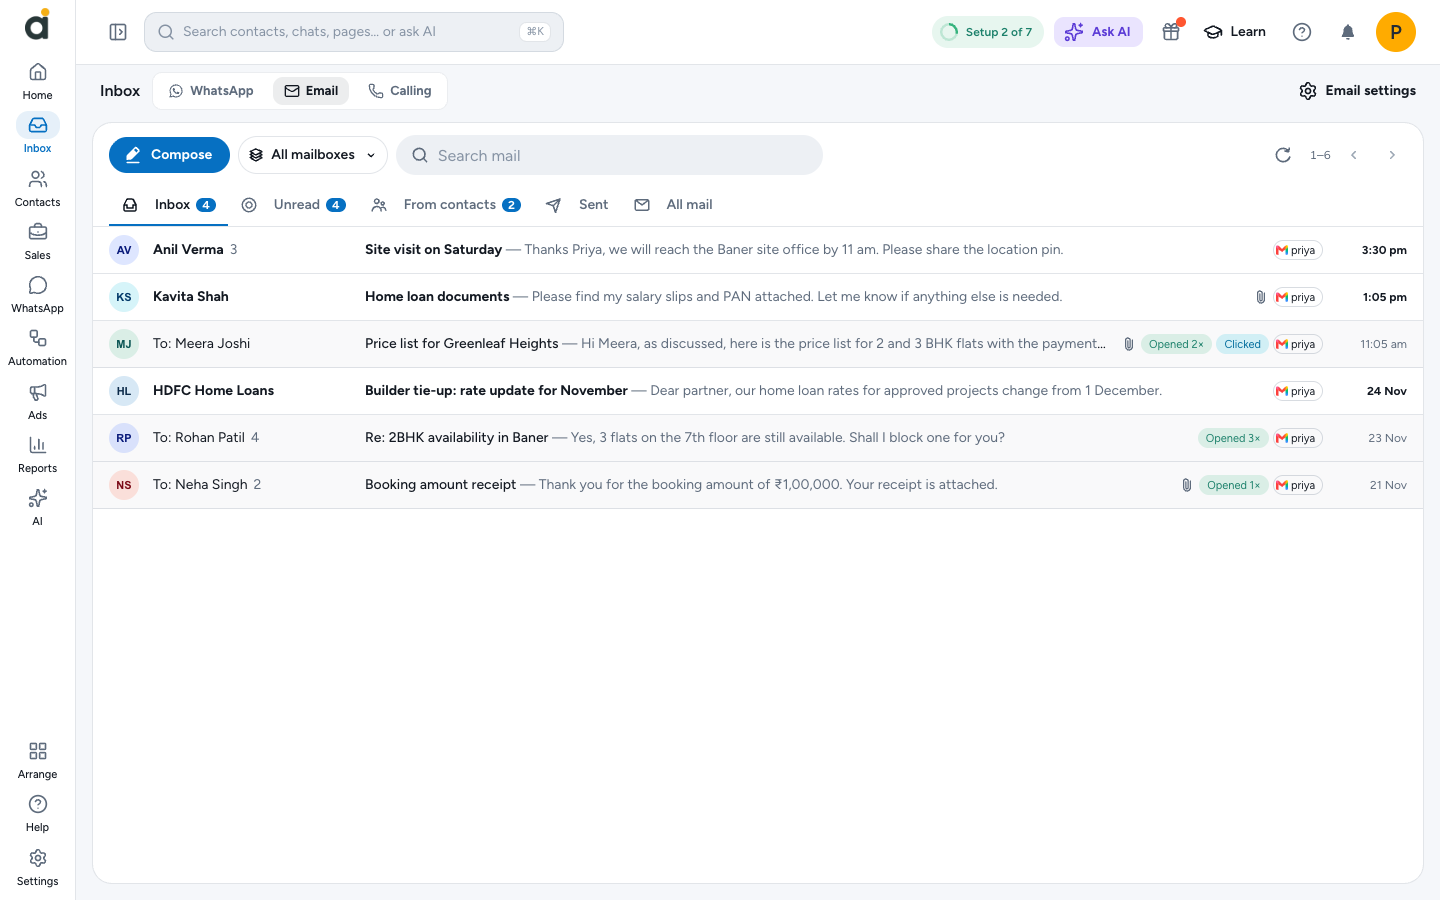 Search contacts, chats, pages... or ask AI
⌘K
Setup 2 of 7
Ask AI
Learn
P
Home
Inbox
Contacts
Sales
WhatsApp
Automation
Ads
Reports
AI
Arrange
Help
Settings
Inbox
WhatsApp
Email
Calling
Email settings
Compose
All mailboxes
Search mail
1–6
Inbox 4
Unread 4
From contacts 2
Sent
All mail
AV Anil Verma 3 Site visit on Saturday — Thanks Priya, we will reach the Baner site office by 11 am. Please share the location pin. priya 3:30 pm
KS Kavita Shah Home loan documents — Please find my salary slips and PAN attached. Let me know if anything else is needed. priya 1:05 pm
MJ To: Meera Joshi Price list for Greenleaf Heights — Hi Meera, as discussed, here is the price list for 2 and 3 BHK flats with the payment... Opened 2× Clicked priya 11:05 am
HL HDFC Home Loans Builder tie-up: rate update for November — Dear partner, our home loan rates for approved projects change from 1 December. priya 24 Nov
RP To: Rohan Patil 4 Re: 2BHK availability in Baner — Yes, 3 flats on the 7th floor are still available. Shall I block one for you? Opened 3× priya 23 Nov
NS To: Neha Singh 2 Booking amount receipt — Thank you for the booking amount of ₹1,00,000. Your receipt is attached. Opened 1× priya 21 Nov